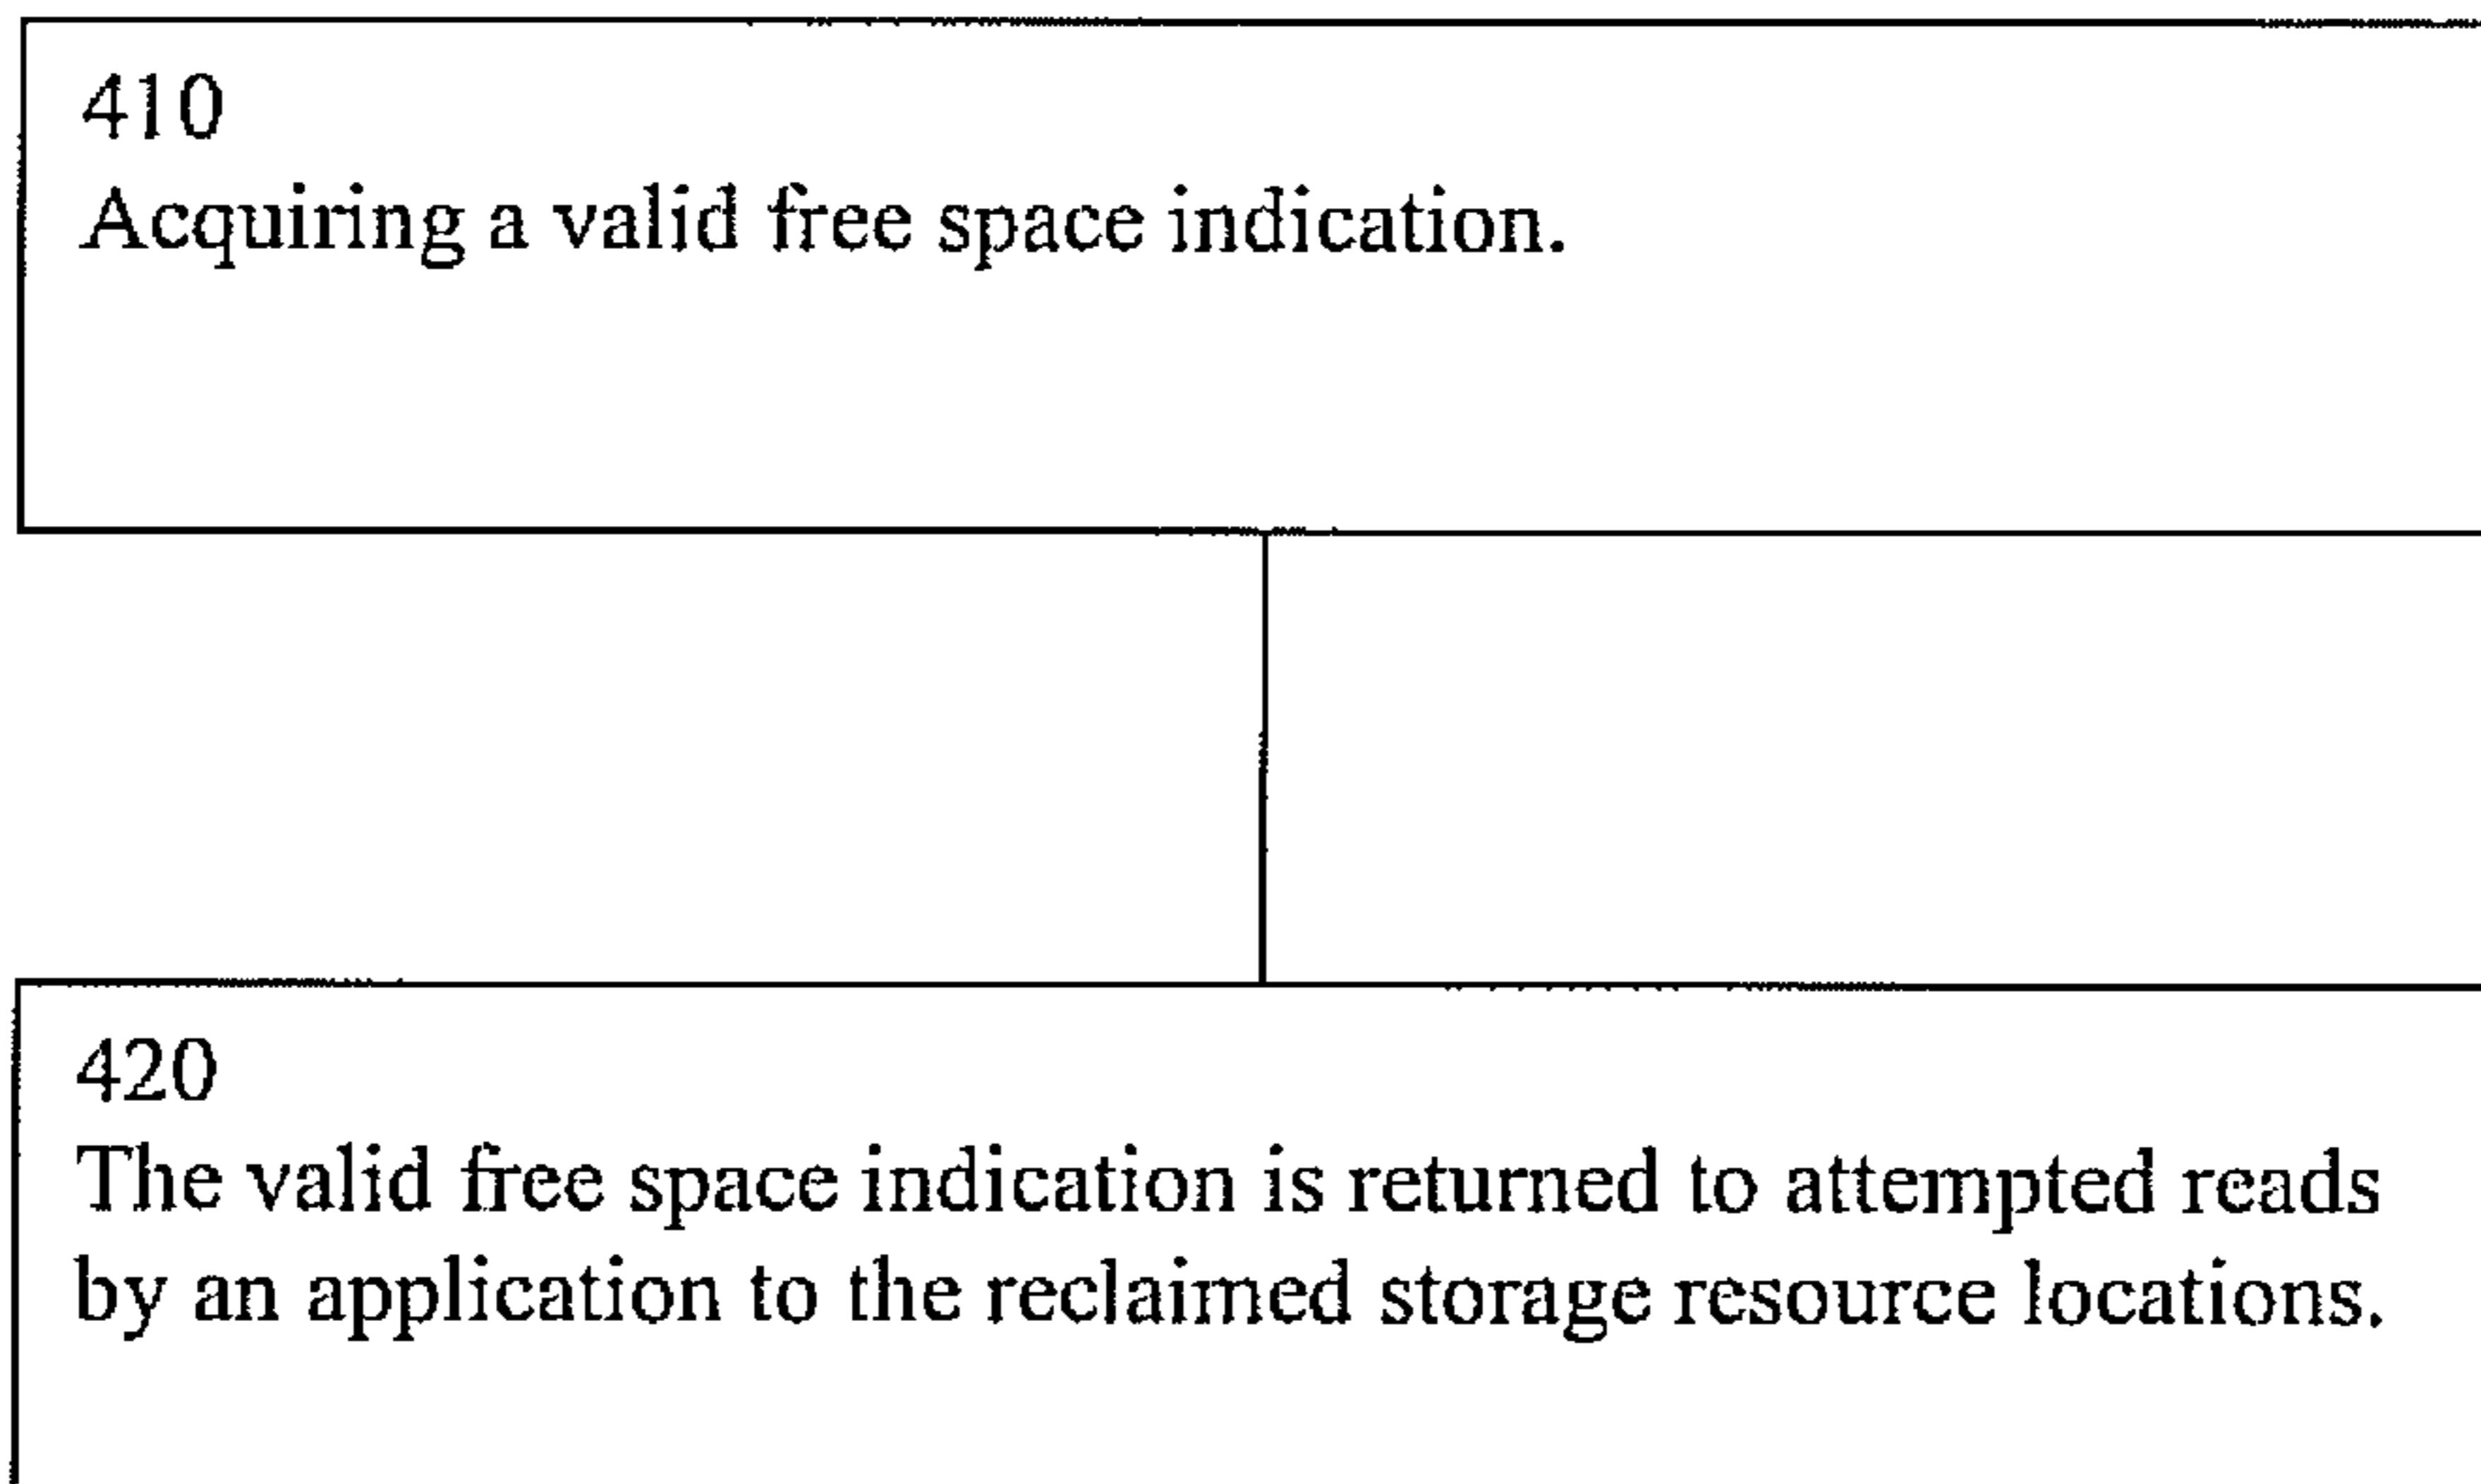 410
Acquiring a valid free space indication.
420
The valid free space indication is returned to attempted reads
by an application to the reclaimed storage resource locations.